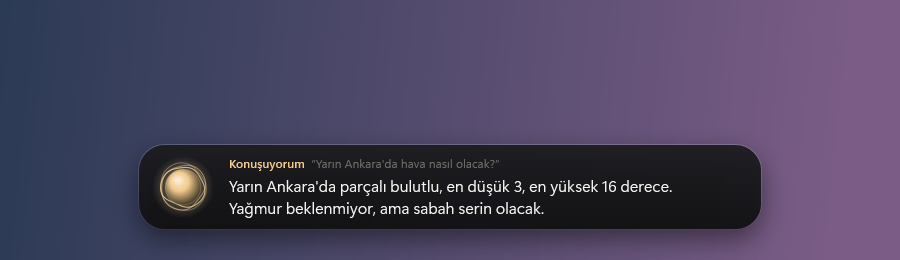 Konuşuyorum "Yarın Ankara'da hava nasıl olacak?"
Yarın Ankara'da parçalı bulutlu, en düşük 3, en yüksek 16 derece.
Yağmur beklenmiyor, ama sabah serin olacak.